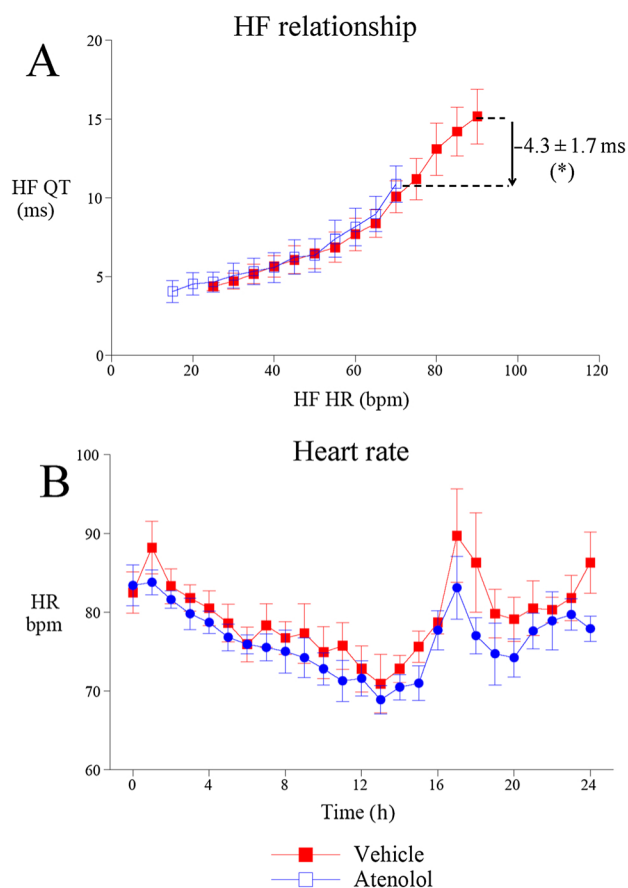 HF relationship
A
20
15
10
5
0
HF QT
(ms)
−4.3 ± 1.7 ms
(*)
0 20 40 60 80 100 120
HF HR (bpm)
Heart rate
B
100
90
80
70
60
HR
bpm
0 4 8 12 16 20 24
Time (h)
Vehicle
Atenolol